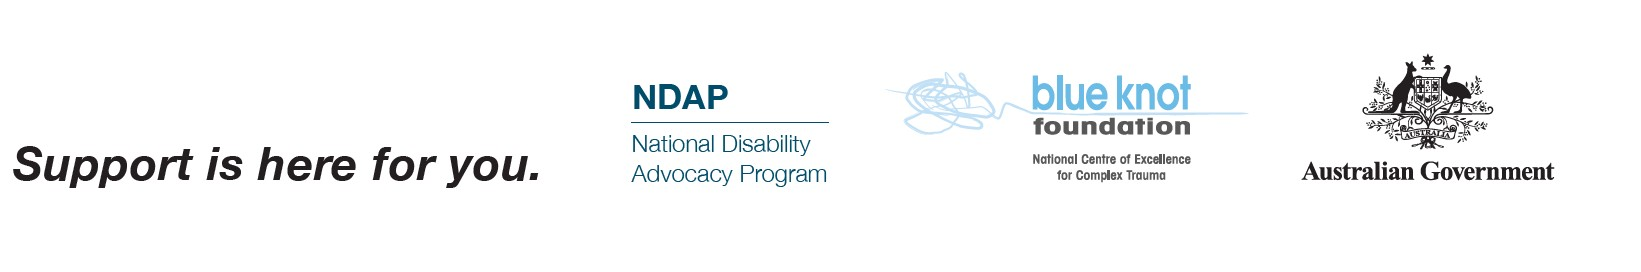 Support is here for you.
NDAP
National Disability
Advocacy Program
blue knot
foundation
National Centre of Excellence
for Complex Trauma
AUSTRALIA
Australian Government